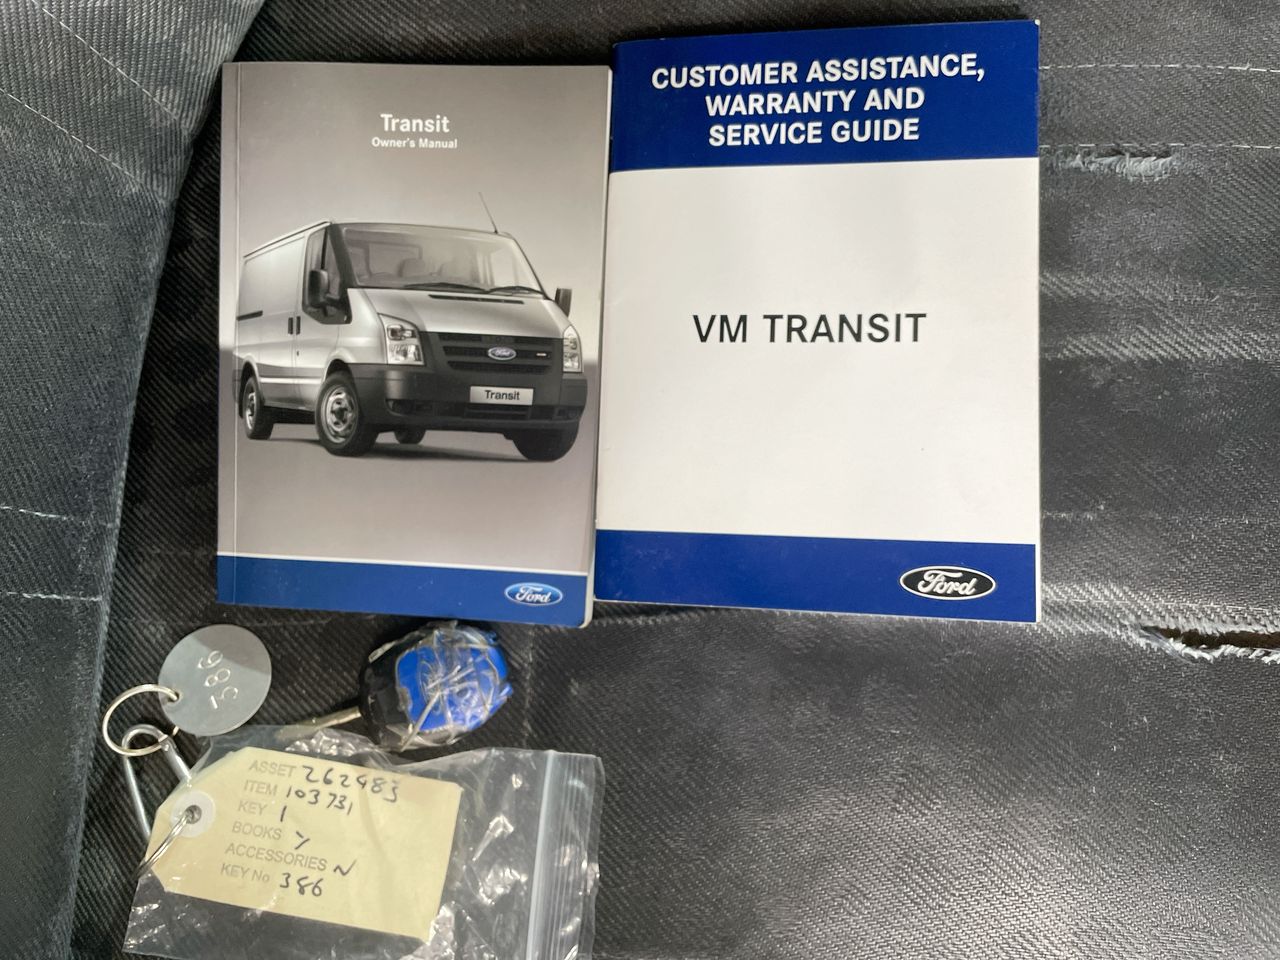 Transit
Owner's Manual
Ford
Transit
Ford
CUSTOMER ASSISTANCE,
WARRANTY AND
SERVICE GUIDE
VM TRANSIT
Ford
386
ASSET 262483
ITEM 103731
KEY 1
BOOKS Y
ACCESSORIES N
KEY No 386